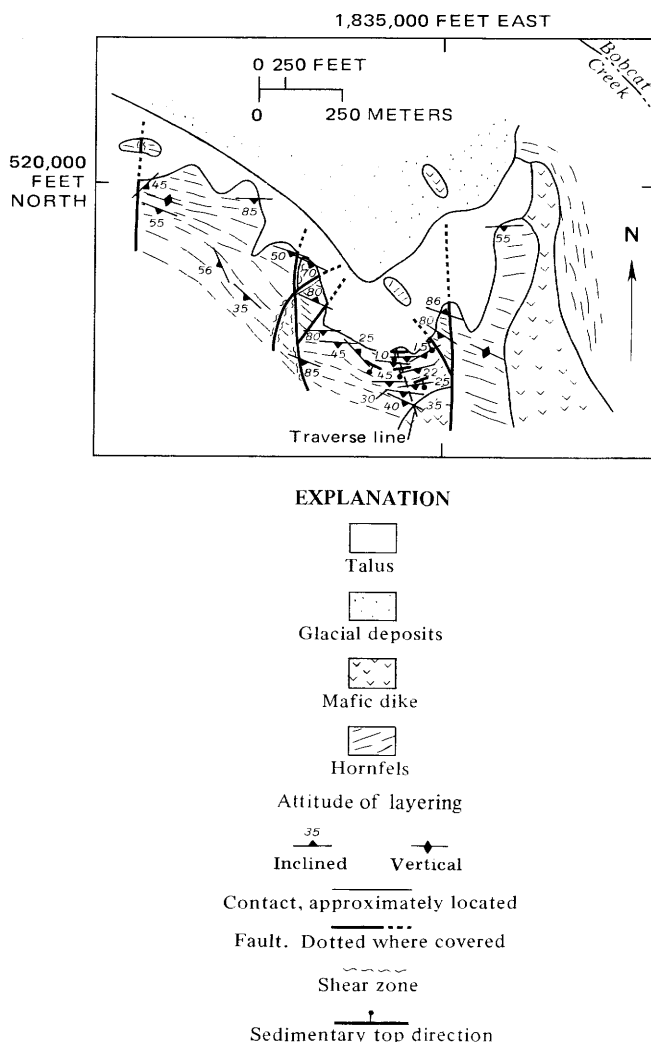 1,835,000 FEET EAST
Bobcat
Creek
0 250 FEET
0 250 METERS
520,000
FEET
NORTH
N
45
55
85
56
35
50
70
80
80
85
25
45
10
15
45
22
25
30
40
35
86
80
55
Traverse line
EXPLANATION
Talus
Glacial deposits
Mafic dike
Hornfels
Attitude of layering
35
Inclined Vertical
Contact, approximately located
Fault. Dotted where covered
Shear zone
Sedimentary top direction